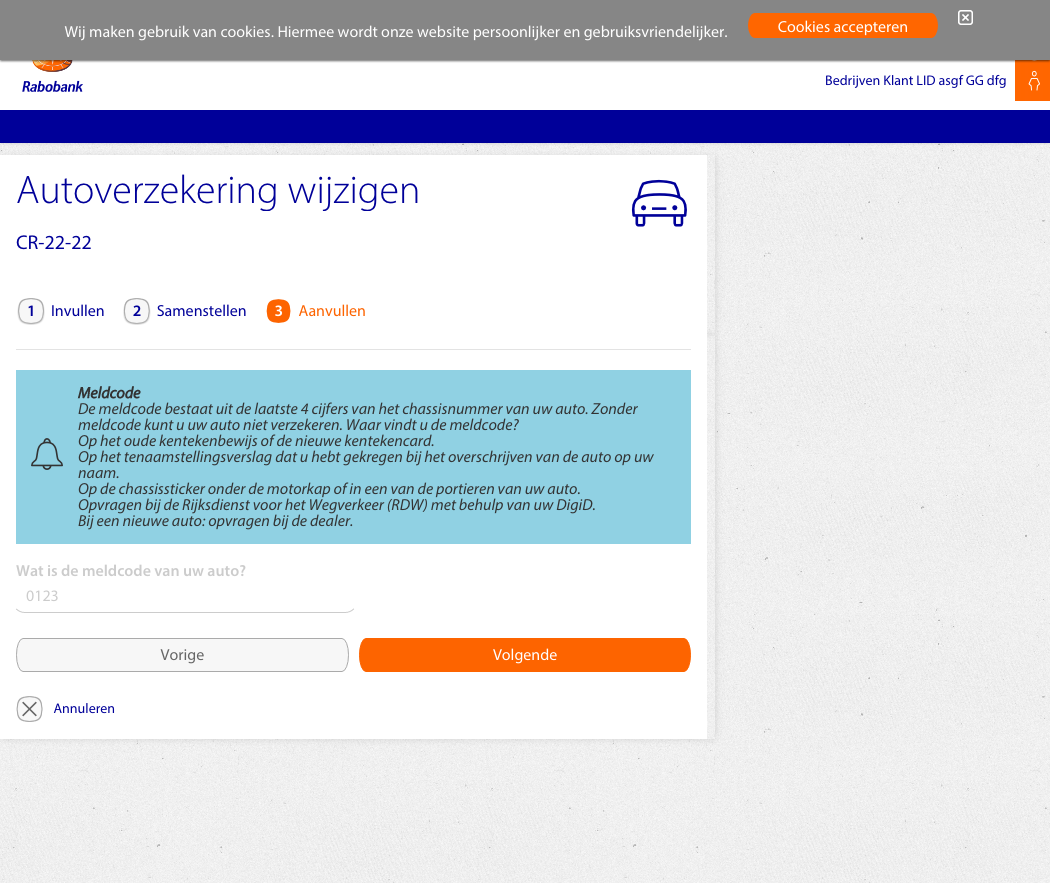 Wij maken gebruik van cookies. Hiermee wordt onze website persoonlijker en gebruiksvriendelijker.
Cookies accepteren
Rabobank
Bedrijven Klant LID asgf GG dfg
Autoverzekering wijzigen
CR-22-22
1 Invullen 2 Samenstellen 3 Aanvullen
Meldcode
De meldcode bestaat uit de laatste 4 cijfers van het chassisnummer van uw auto. Zonder
meldcode kunt u uw auto niet verzekeren. Waar vindt u de meldcode?
Op het oude kentekenbewijs of de nieuwe kentekencard.
Op het tenaamstellingsverslag dat u hebt gekregen bij het overschrijven van de auto op uw
naam.
Op de chassissticker onder de motorkap of in een van de portieren van uw auto.
Opvragen bij de Rijksdienst voor het Wegverkeer (RDW) met behulp van uw DigiD.
Bij een nieuwe auto: opvragen bij de dealer.
Wat is de meldcode van uw auto?
0123
Vorige
Volgende
Annuleren